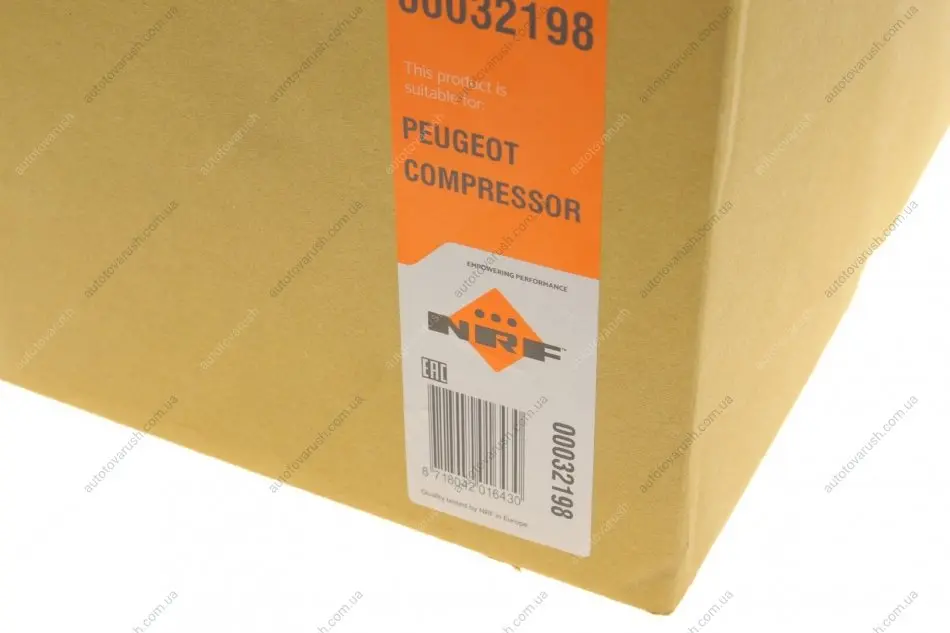 00032198
This product is
suitable for:
PEUGEOT
COMPRESSOR
EMPOWERING PERFORMANCE
NRF
EAC
8 718042 016430
00032198
Quality tested by NRF in Europe
autotovarush.com.ua